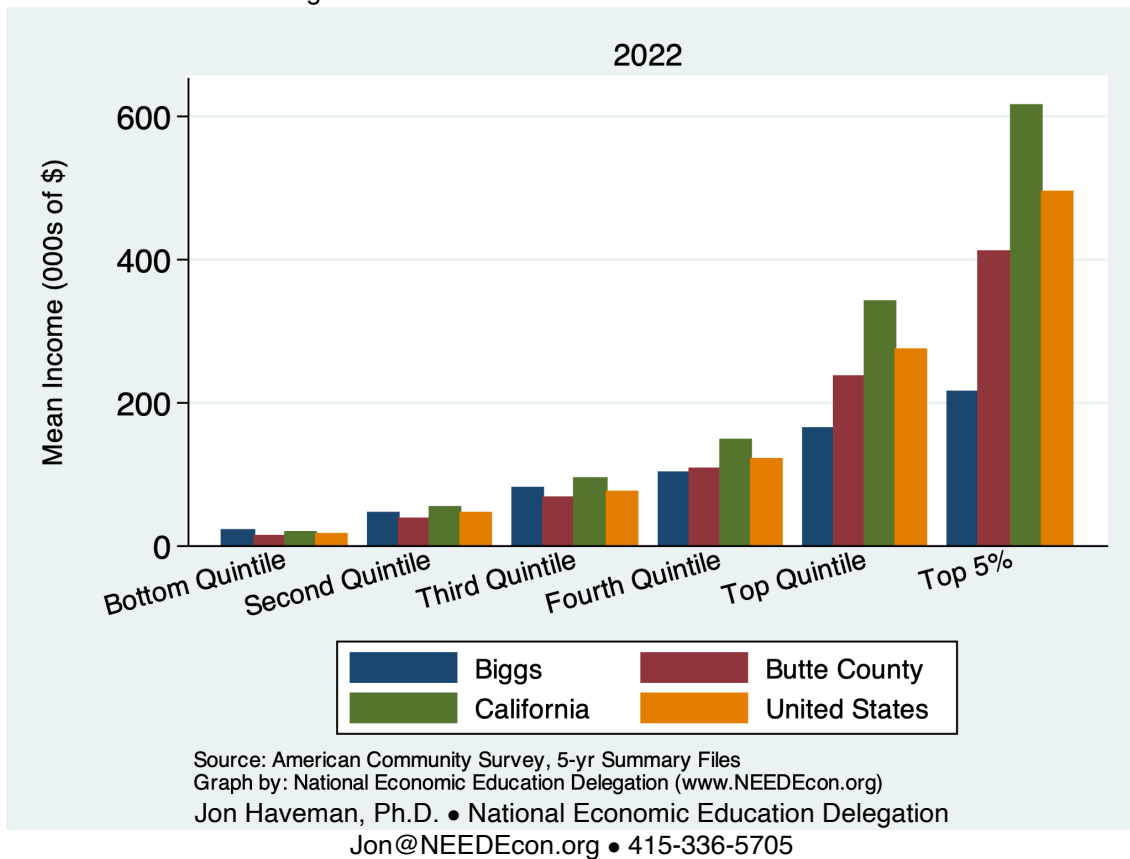 2022
Mean Income (000s of $)
600
400
200
0
Bottom Quintile
Second Quintile
Third Quintile
Fourth Quintile
Top Quintile
Top 5%
Biggs
Butte County
California
United States
Source: American Community Survey, 5-yr Summary Files
Graph by: National Economic Education Delegation (www.NEEDEcon.org)
Jon Haveman, Ph.D. • National Economic Education Delegation
Jon@NEEDEcon.org • 415-336-5705